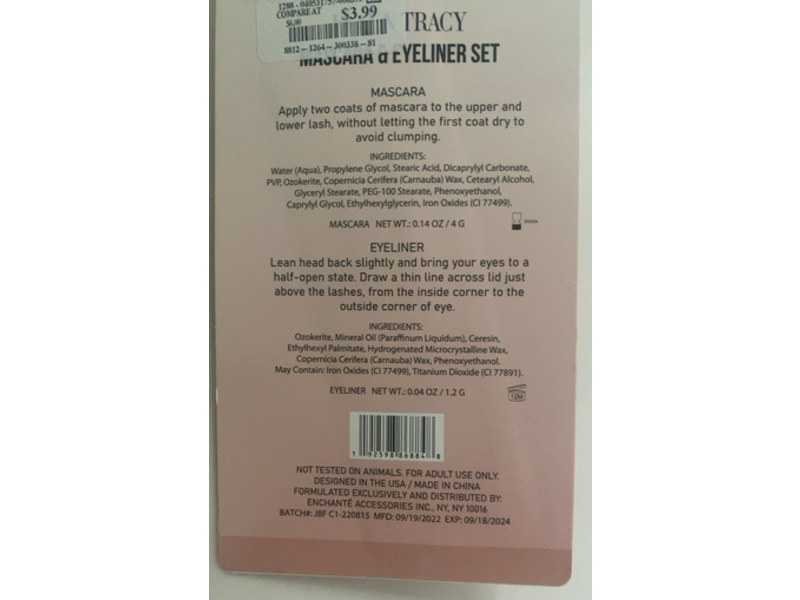 COMPARE AT $3.99
$6.00
8812-1264-300338-81
TRACY
MASCARA & EYELINER SET
MASCARA
Apply two coats of mascara to the upper and
lower lash, without letting the first coat dry to
avoid clumping.
INGREDIENTS:
Water (Aqua), Propylene Glycol, Stearic Acid, Dicaprylyl Carbonate,
PVP, Ozokerite, Copernicia Cerifera (Carnauba) Wax, Cetearyl Alcohol,
Glyceryl Stearate, PEG-100 Stearate, Phenoxyethanol,
Caprylyl Glycol, Ethylhexylglycerin, Iron Oxides (CI 77499).
MASCARA NET WT.: 0.14 OZ / 4 G
EYELINER
Lean head back slightly and bring your eyes to a
half-open state. Draw a thin line across lid just
above the lashes, from the inside corner to the
outside corner of eye.
INGREDIENTS:
Ozokerite, Mineral Oil (Paraffinum Liquidum), Ceresin,
Ethylhexyl Palmitate, Hydrogenated Microcrystalline Wax,
Copernicia Cerifera (Carnauba) Wax, Phenoxyethanol.
May Contain: Iron Oxides (CI 77499), Titanium Dioxide (CI 77891).
EYELINER NET WT.: 0.04 OZ / 1.2 G
12M
1 92598 86884 8
NOT TESTED ON ANIMALS. FOR ADULT USE ONLY.
DESIGNED IN THE USA / MADE IN CHINA
FORMULATED EXCLUSIVELY AND DISTRIBUTED BY:
ENCHANTÉ ACCESSORIES INC., NY, NY 10016
BATCH#: JBF C1-220815 MFD: 09/19/2022 EXP: 09/18/2024